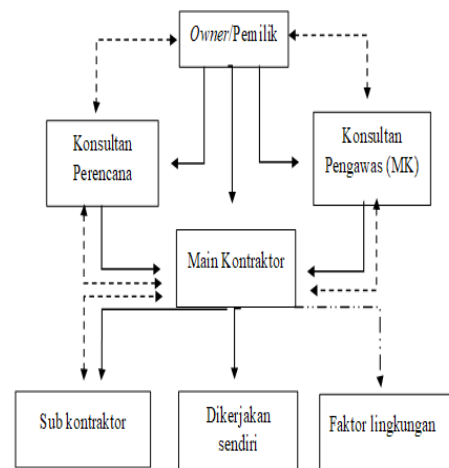 Owner/Pemilik
Konsultan
Perencana
Konsultan
Pengawas (MK)
Main Kontraktor
Sub kontraktor
Dikerjakan
sendiri
Faktor lingkungan